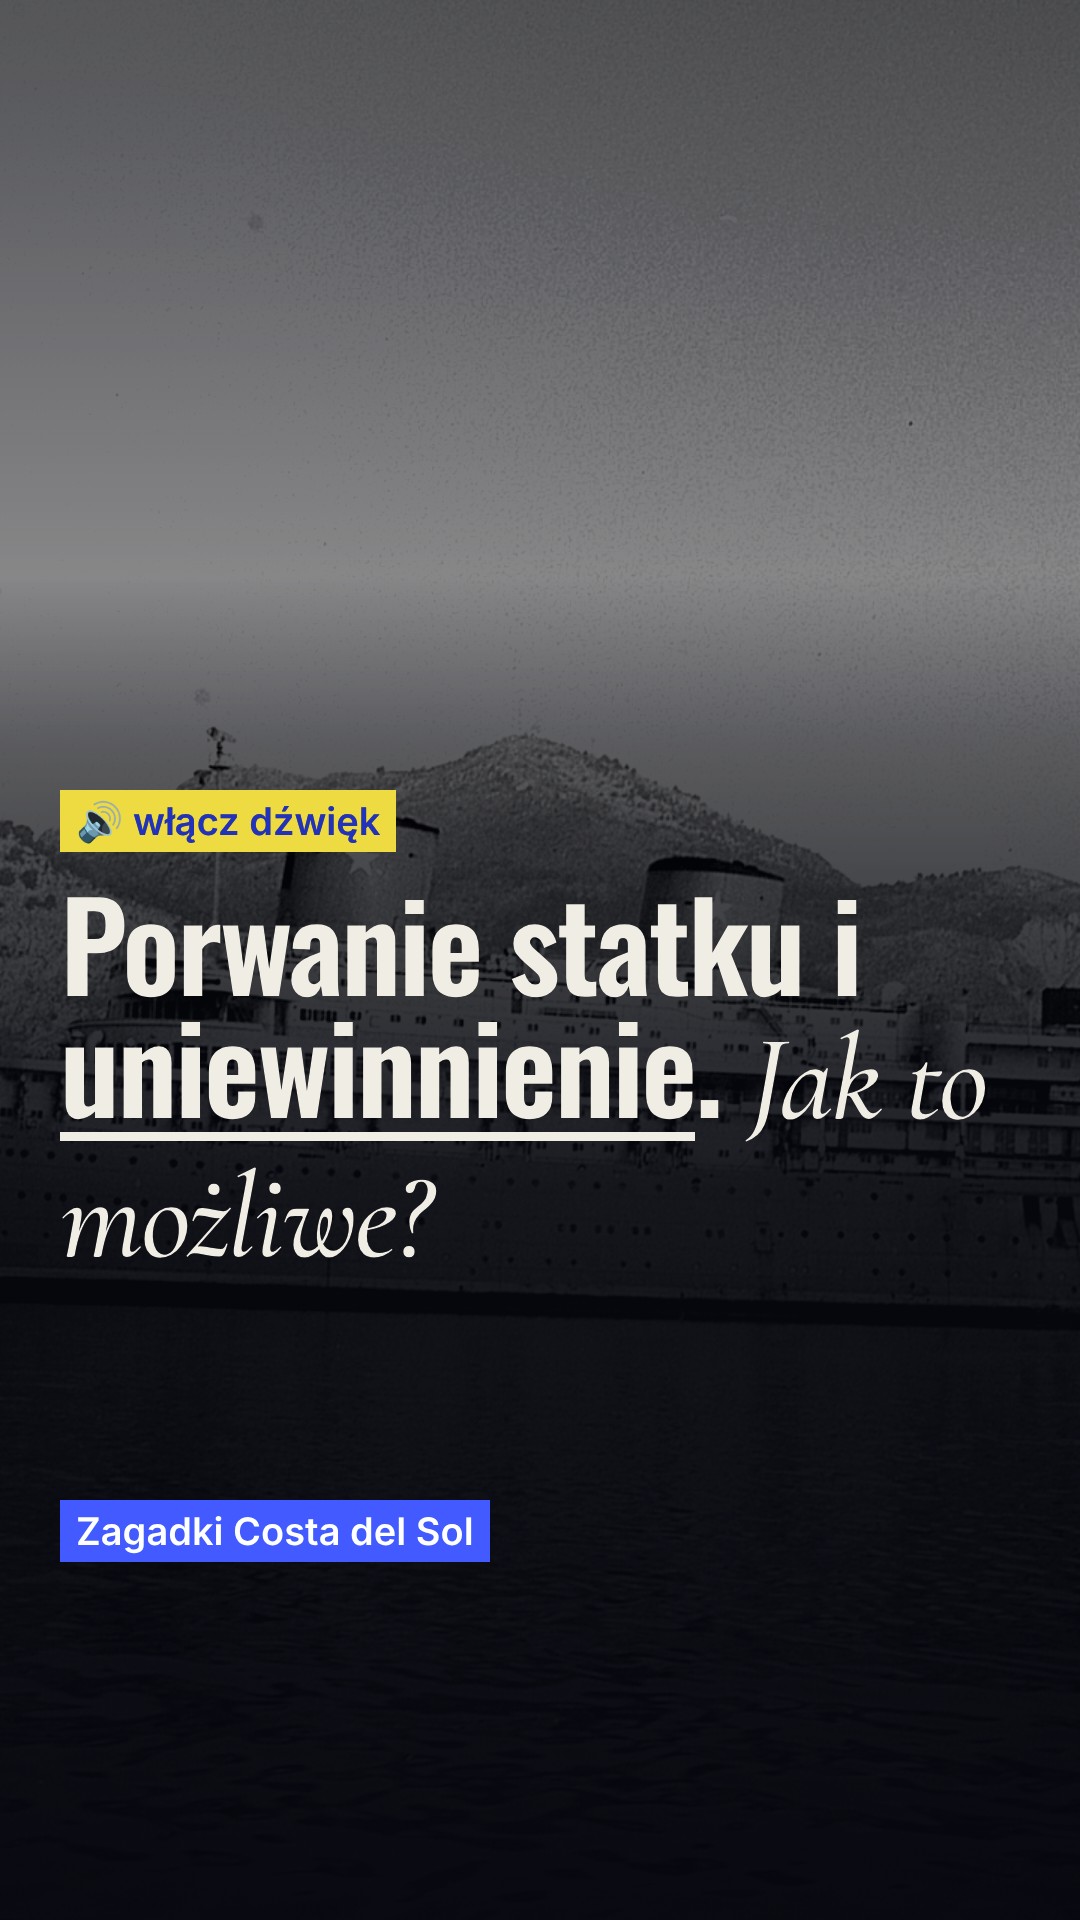 🔊 włącz dźwięk
Porwanie statku i
uniewinnienie. Jak to
możliwe?
Zagadki Costa del Sol